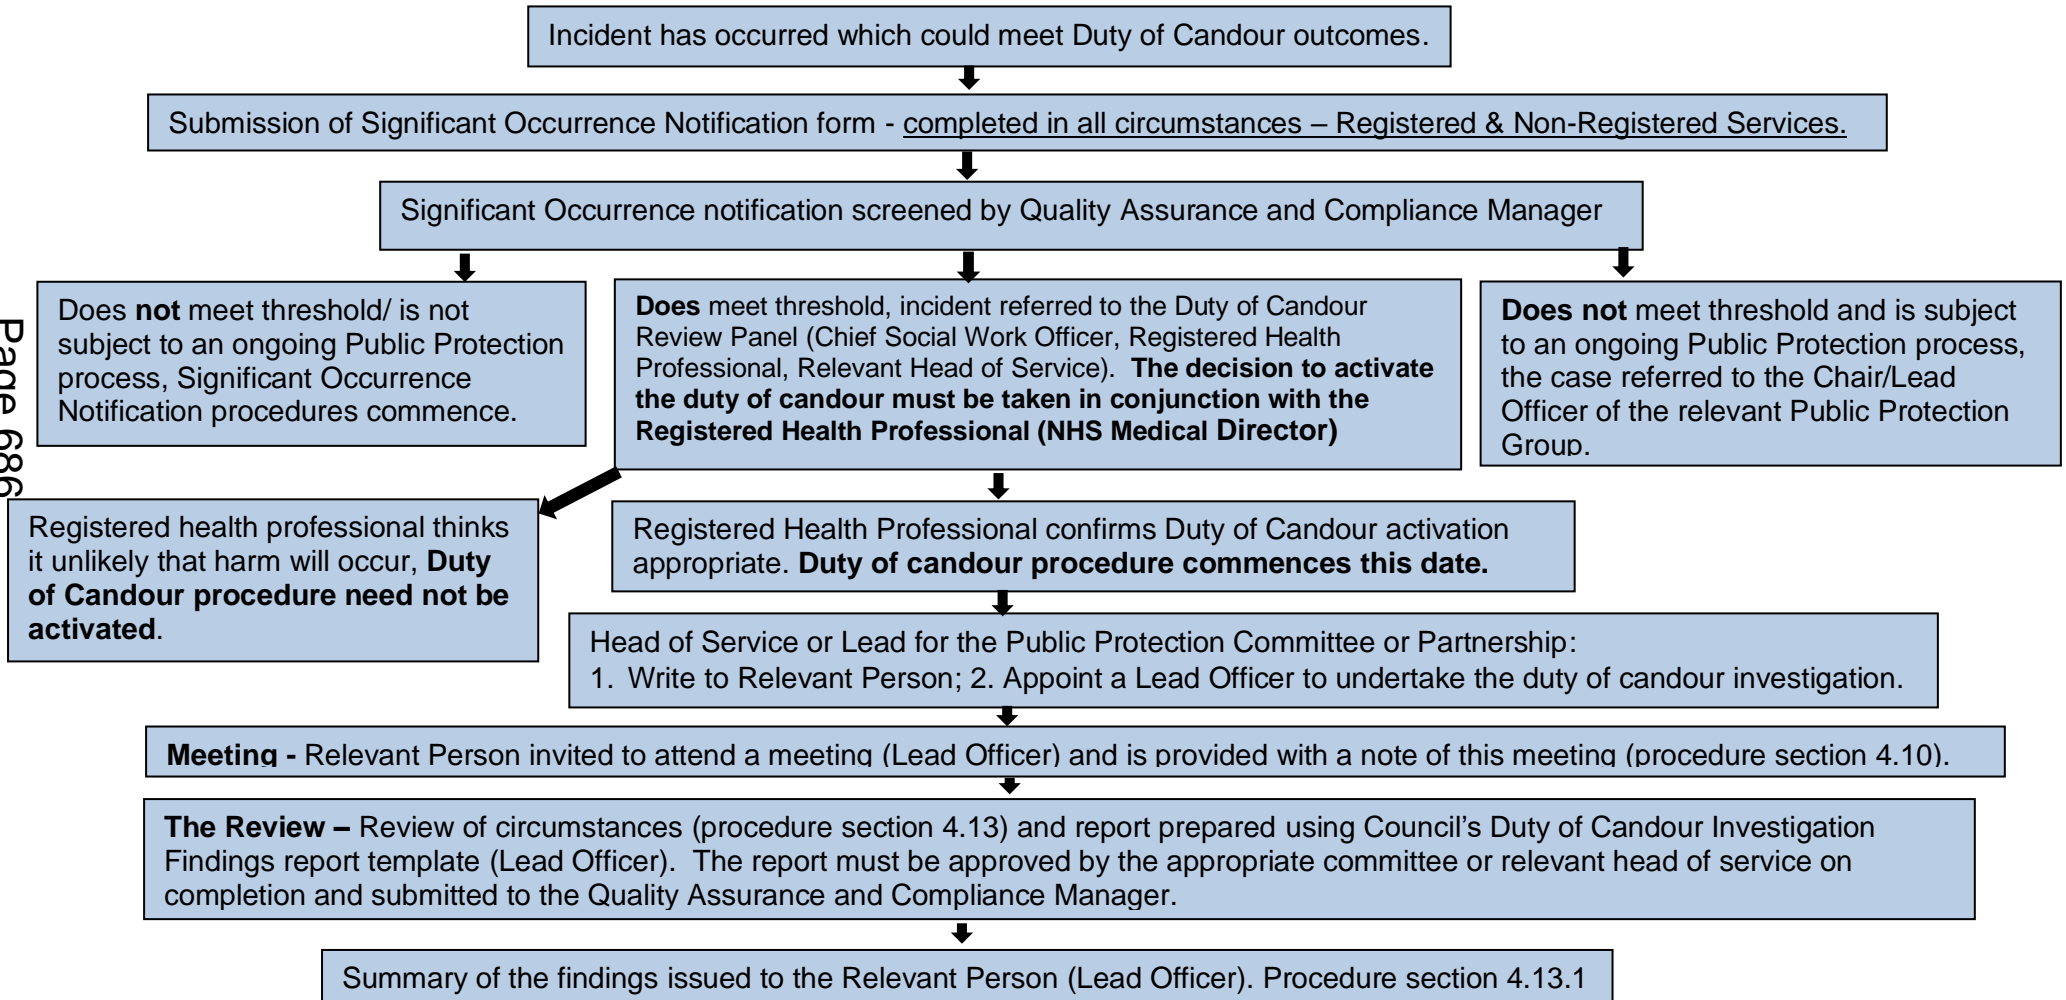 Incident has occurred which could meet Duty of Candour outcomes.
Submission of Significant Occurrence Notification form - completed in all circumstances – Registered & Non-Registered Services.
Significant Occurrence notification screened by Quality Assurance and Compliance Manager
Does not meet threshold/ is not
subject to an ongoing Public Protection
process, Significant Occurrence
Notification procedures commence.
Does meet threshold, incident referred to the Duty of Candour
Review Panel (Chief Social Work Officer, Registered Health
Professional, Relevant Head of Service). The decision to activate
the duty of candour must be taken in conjunction with the
Registered Health Professional (NHS Medical Director)
Does not meet threshold and is subject
to an ongoing Public Protection process,
the case referred to the Chair/Lead
Officer of the relevant Public Protection
Group.
Page 686
Registered health professional thinks
it unlikely that harm will occur, Duty
of Candour procedure need not be
activated.
Registered Health Professional confirms Duty of Candour activation
appropriate. Duty of candour procedure commences this date.
Head of Service or Lead for the Public Protection Committee or Partnership:
1. Write to Relevant Person; 2. Appoint a Lead Officer to undertake the duty of candour investigation.
Meeting - Relevant Person invited to attend a meeting (Lead Officer) and is provided with a note of this meeting (procedure section 4.10).
The Review – Review of circumstances (procedure section 4.13) and report prepared using Council's Duty of Candour Investigation
Findings report template (Lead Officer). The report must be approved by the appropriate committee or relevant head of service on
completion and submitted to the Quality Assurance and Compliance Manager.
Summary of the findings issued to the Relevant Person (Lead Officer). Procedure section 4.13.1